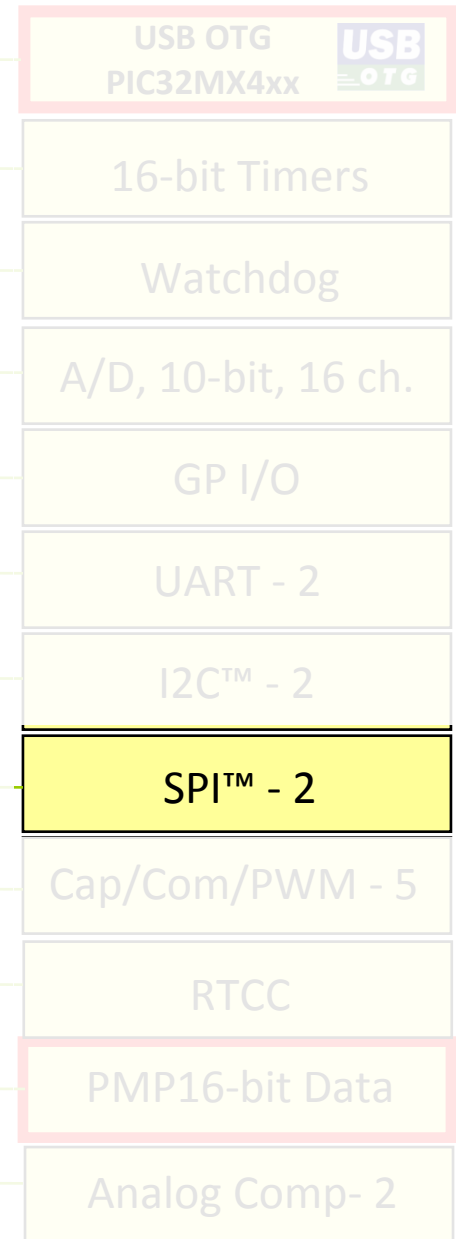 USB OTG
PIC32MX4xx
USB
OTG
16-bit Timers
Watchdog
A/D, 10-bit, 16 ch.
GP I/O
UART - 2
I2C™ - 2
SPI™ - 2
Cap/Com/PWM - 5
RTCC
PMP16-bit Data
Analog Comp- 2